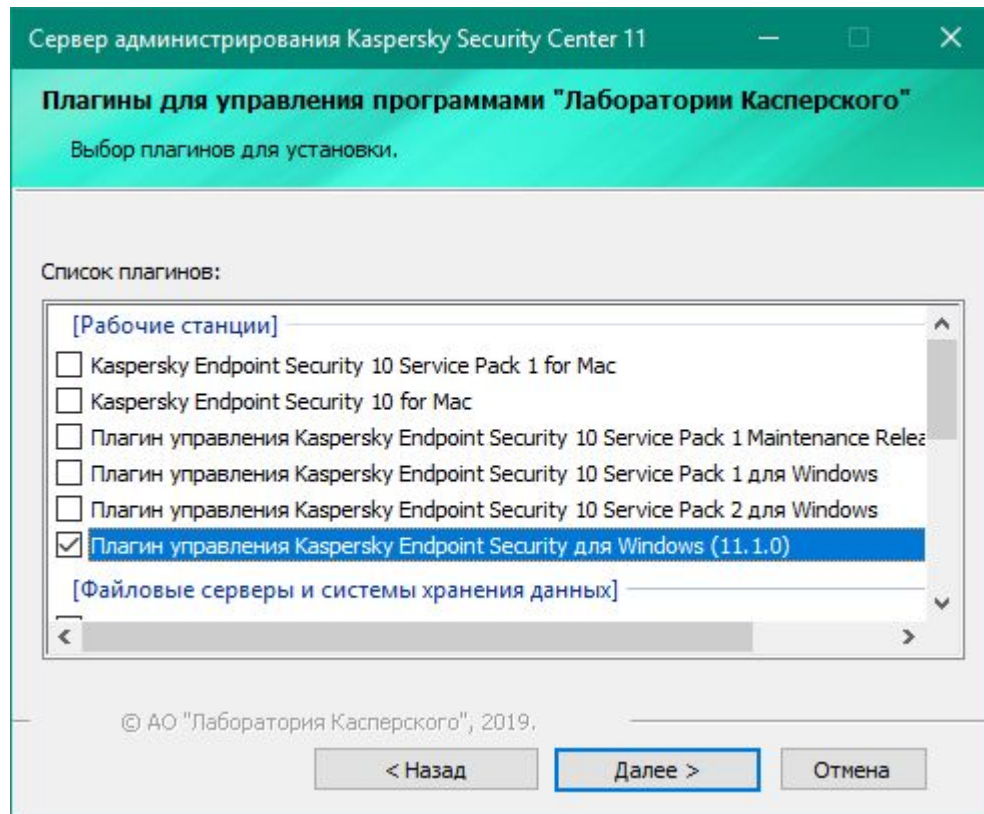 Сервер администрирования Kaspersky Security Center 11
Плагины для управления программами "Лаборатории Касперского"
Выбор плагинов для установки.
Список плагинов:
[Рабочие станции]
Kaspersky Endpoint Security 10 Service Pack 1 for Mac
Kaspersky Endpoint Security 10 for Mac
Плагин управления Kaspersky Endpoint Security 10 Service Pack 1 Maintenance Relea
Плагин управления Kaspersky Endpoint Security 10 Service Pack 1 для Windows
Плагин управления Kaspersky Endpoint Security 10 Service Pack 2 для Windows
Плагин управления Kaspersky Endpoint Security для Windows (11.1.0)
[Файловые серверы и системы хранения данных]
© АО "Лаборатория Касперского", 2019.
< Назад Далее > Отмена